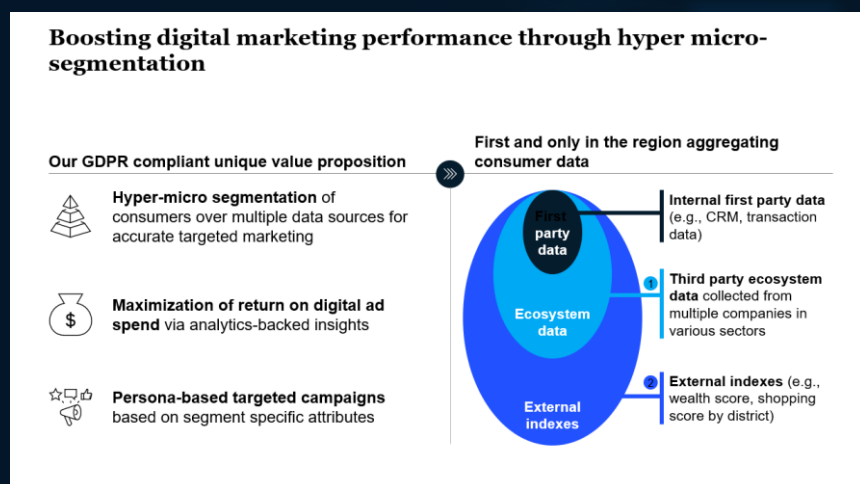 Boosting digital marketing performance through hyper micro-
segmentation
Our GDPR compliant unique value proposition
Hyper-micro segmentation of
consumers over multiple data sources for
accurate targeted marketing
$
Maximization of return on digital ad
spend via analytics-backed insights
Persona-based targeted campaigns
based on segment specific attributes
First and only in the region aggregating
consumer data
First
party
data
Ecosystem
data
External
indexes
Internal first party data
(e.g., CRM, transaction
data)
1
Third party ecosystem
data collected from
multiple companies in
various sectors
2
External indexes (e.g.,
wealth score, shopping
score by district)